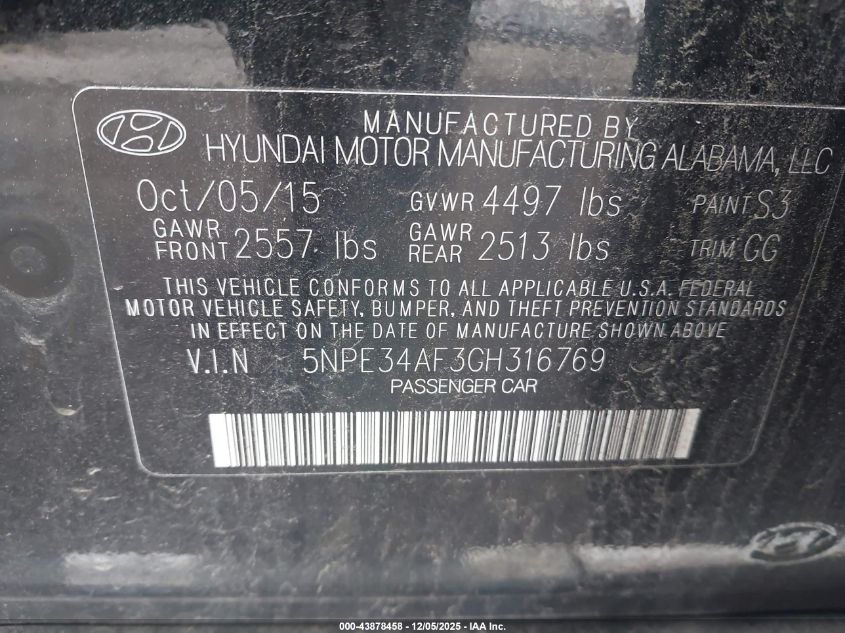 MANUFACTURED BY
HYUNDAI MOTOR MANUFACTURING ALABAMA, LLC
Oct/05/15 GVWR 4497 lbs PAINT S3
GAWR FRONT 2557 lbs GAWR REAR 2513 lbs TRIM GG
THIS VEHICLE CONFORMS TO ALL APPLICABLE U.S.A. FEDERAL
MOTOR VEHICLE SAFETY, BUMPER, AND THEFT PREVENTION STANDARDS
IN EFFECT ON THE DATE OF MANUFACTURE SHOWN ABOVE
V.I.N 5NPE34AF3GH316769
PASSENGER CAR
000-43878458 - 12/05/2025 - IAA Inc.